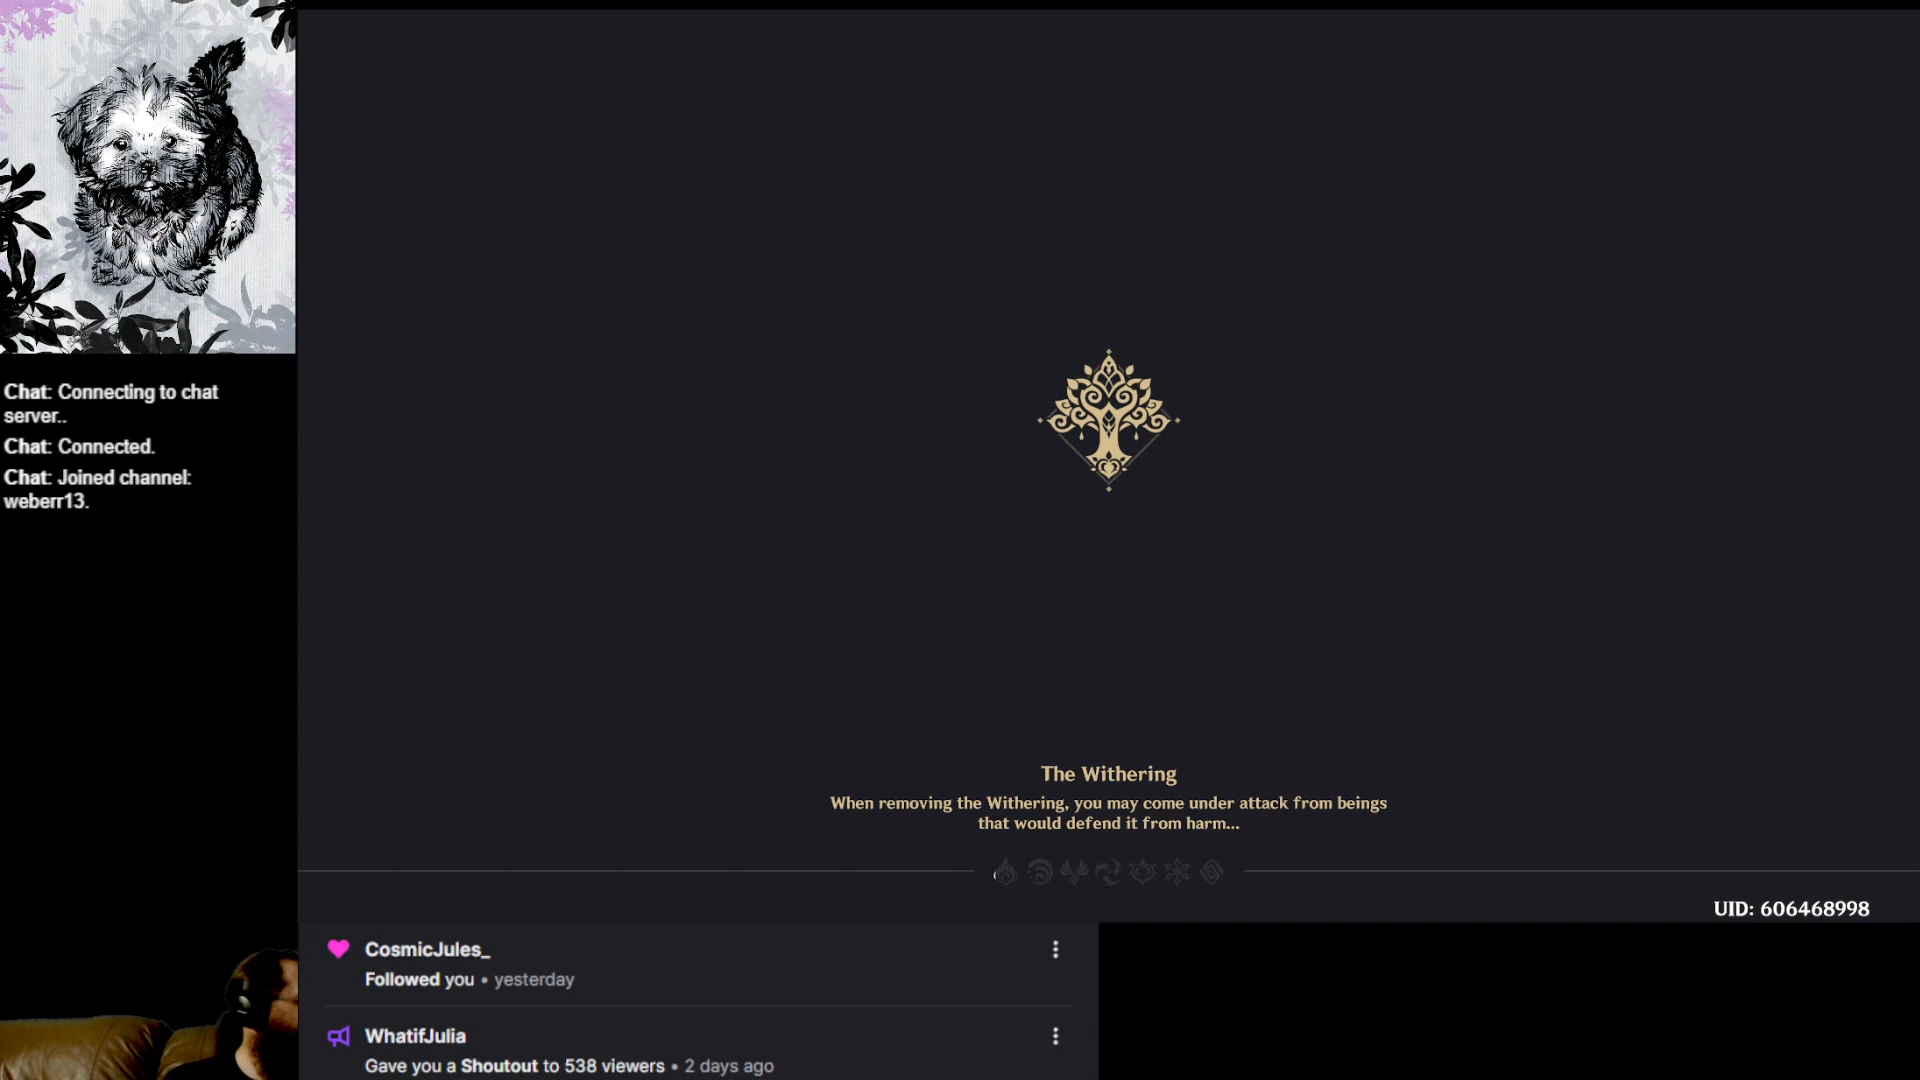 Chat: Connecting to chat
server..
Chat: Connected.
Chat: Joined channel:
weberr13.
The Withering
When removing the Withering, you may come under attack from beings
that would defend it from harm...
UID: 606468998
CosmicJules_
Followed you • yesterday
WhatifJulia
Gave you a Shoutout to 538 viewers • 2 days ago